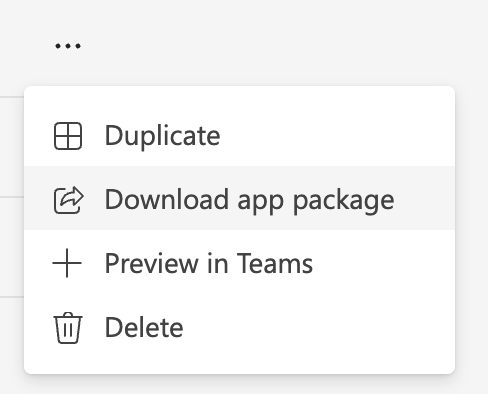 ...
Duplicate
Download app package
Preview in Teams
Delete